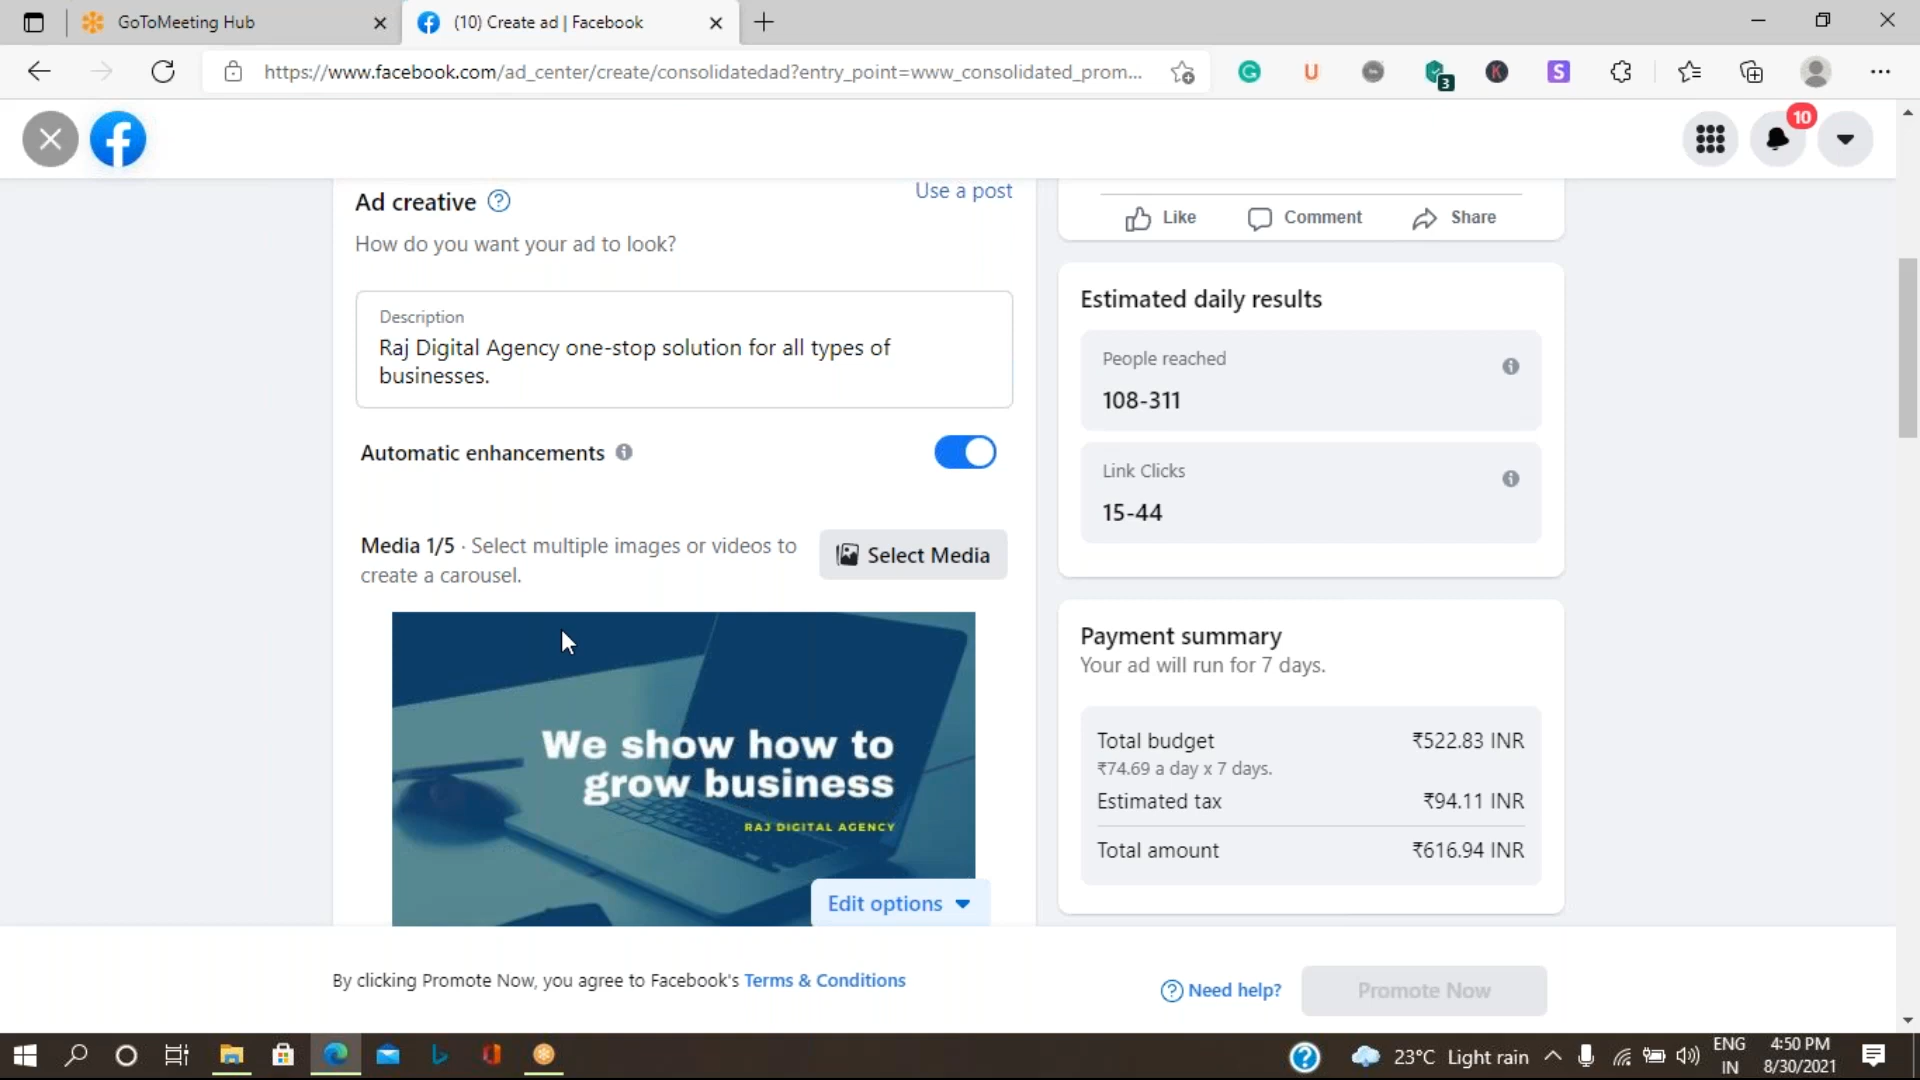 GoToMeeting Hub
(10) Create ad | Facebook
https://www.facebook.com/ad_center/create/consolidatedad?entry_point=www_consolidated_prom...
3
10
Ad creative
Use a post
How do you want your ad to look?
Description
Raj Digital Agency one-stop solution for all types of
businesses.
Automatic enhancements
Media 1/5 · Select multiple images or videos to
create a carousel.
Select Media
We show how to
grow business
RAJ DIGITAL AGENCY
Edit options
Like Comment Share
Estimated daily results
People reached
108-311
Link Clicks
15-44
Payment summary
Your ad will run for 7 days.
Total budget ₹522.83 INR
₹74.69 a day x 7 days.
Estimated tax ₹94.11 INR
Total amount ₹616.94 INR
By clicking Promote Now, you agree to Facebook's Terms & Conditions
Need help?
Promote Now
23°C Light rain
ENG
IN
4:50 PM
8/30/2021